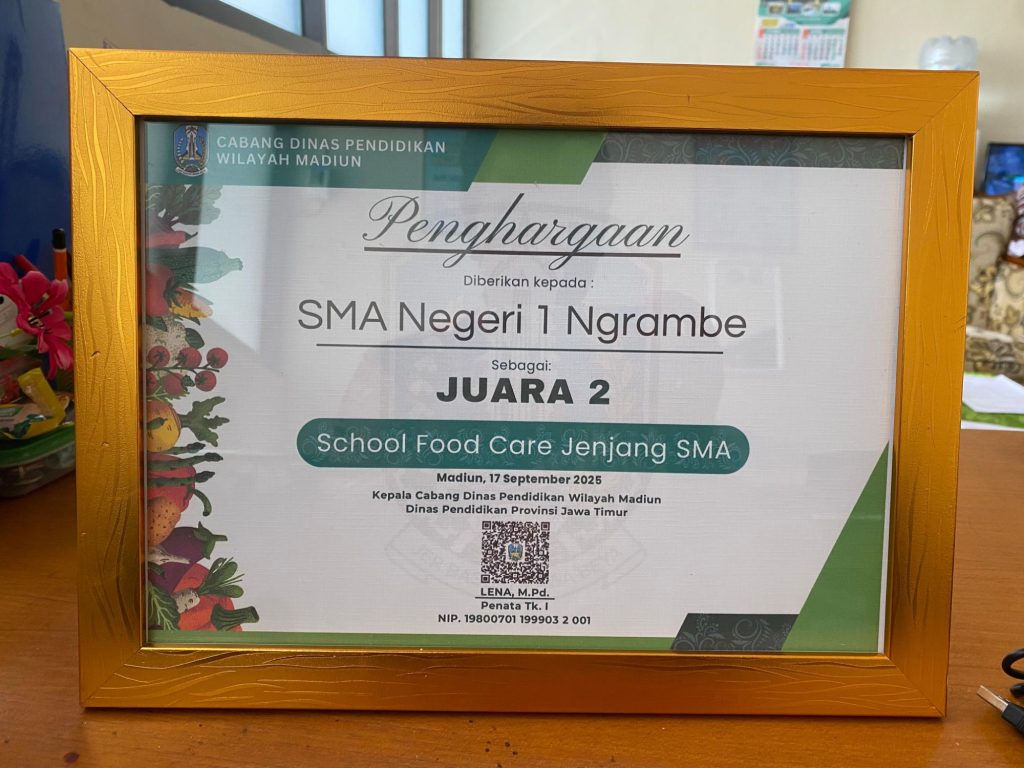 CABANG DINAS PENDIDIKAN
WILAYAH MADIUN
Penghargaan
Diberikan kepada :
SMA Negeri 1 Ngrambe
Sebagai:
JUARA 2
School Food Care Jenjang SMA
Madiun, 17 September 2025
Kepala Cabang Dinas Pendidikan Wilayah Madiun
Dinas Pendidikan Provinsi Jawa Timur
LENA, M.Pd.
Penata Tk. I
NIP. 19800701 199903 2 001